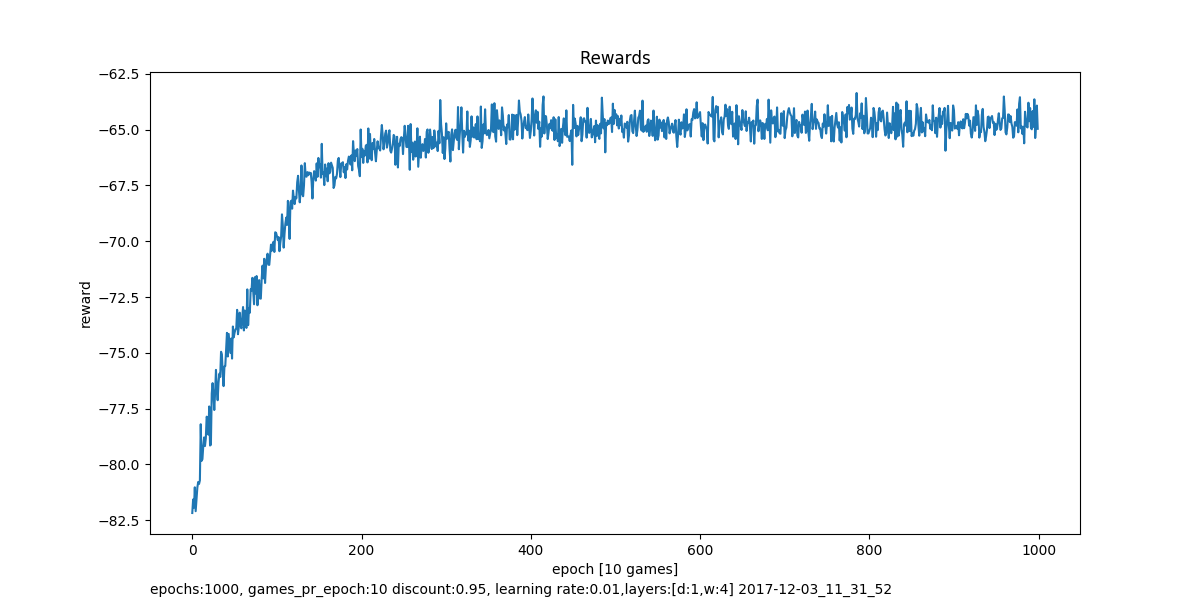 Rewards
−62.5
−65.0
−67.5
−70.0
−72.5
−75.0
−77.5
−80.0
−82.5
reward
0 200 400 600 800 1000
epoch [10 games]
epochs:1000, games_pr_epoch:10 discount:0.95, learning rate:0.01,layers:[d:1,w:4] 2017-12-03_11_31_52